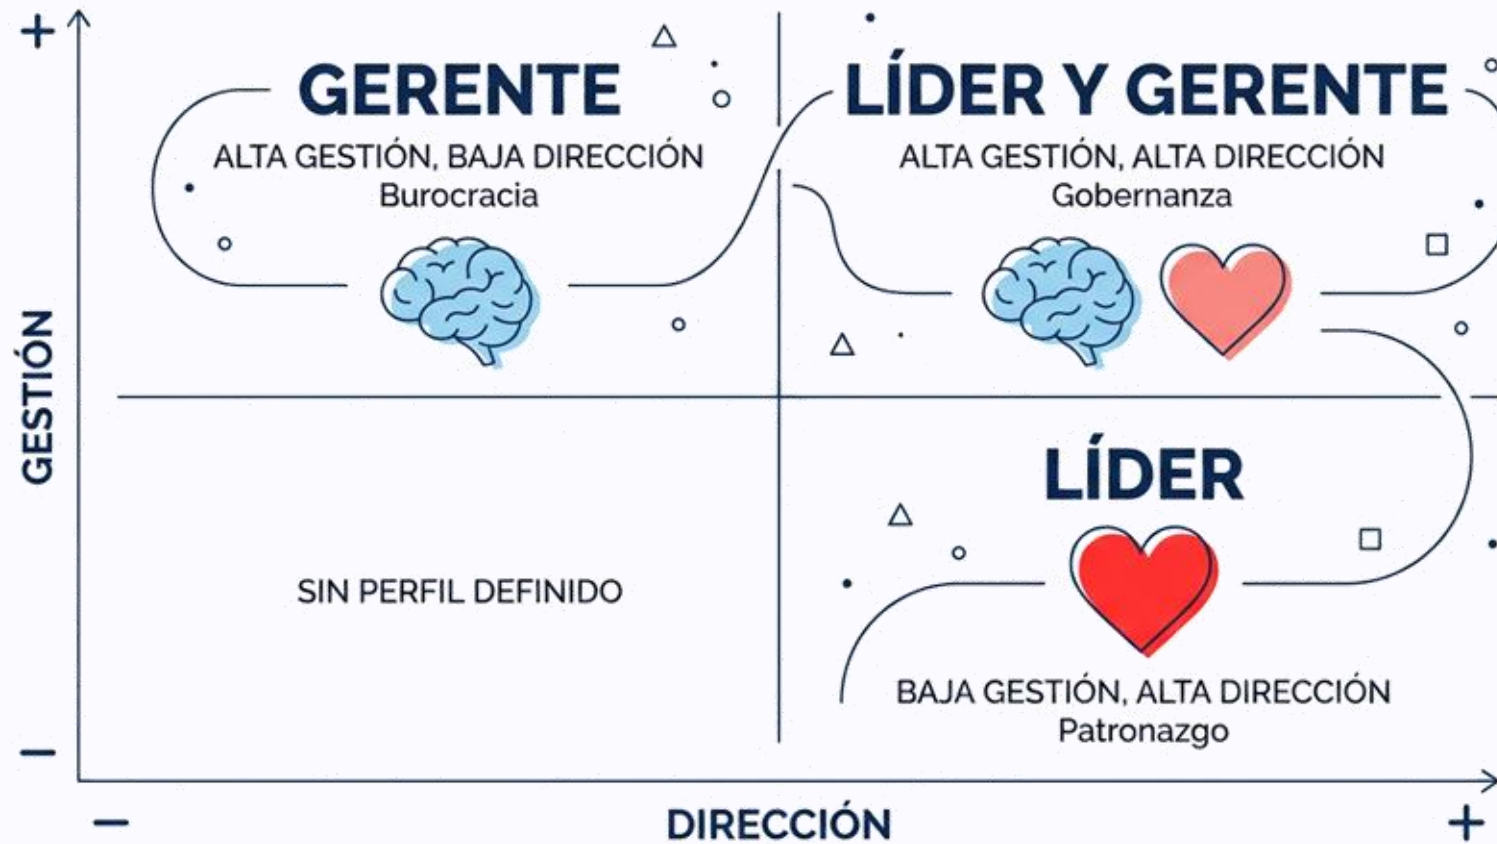 +
GERENTE
ALTA GESTIÓN, BAJA DIRECCIÓN
Burocracia
LÍDER Y GERENTE
ALTA GESTIÓN, ALTA DIRECCIÓN
Gobernanza
GESTIÓN
SIN PERFIL DEFINIDO
LÍDER
BAJA GESTIÓN, ALTA DIRECCIÓN
Patronazgo
−
−
DIRECCIÓN
+